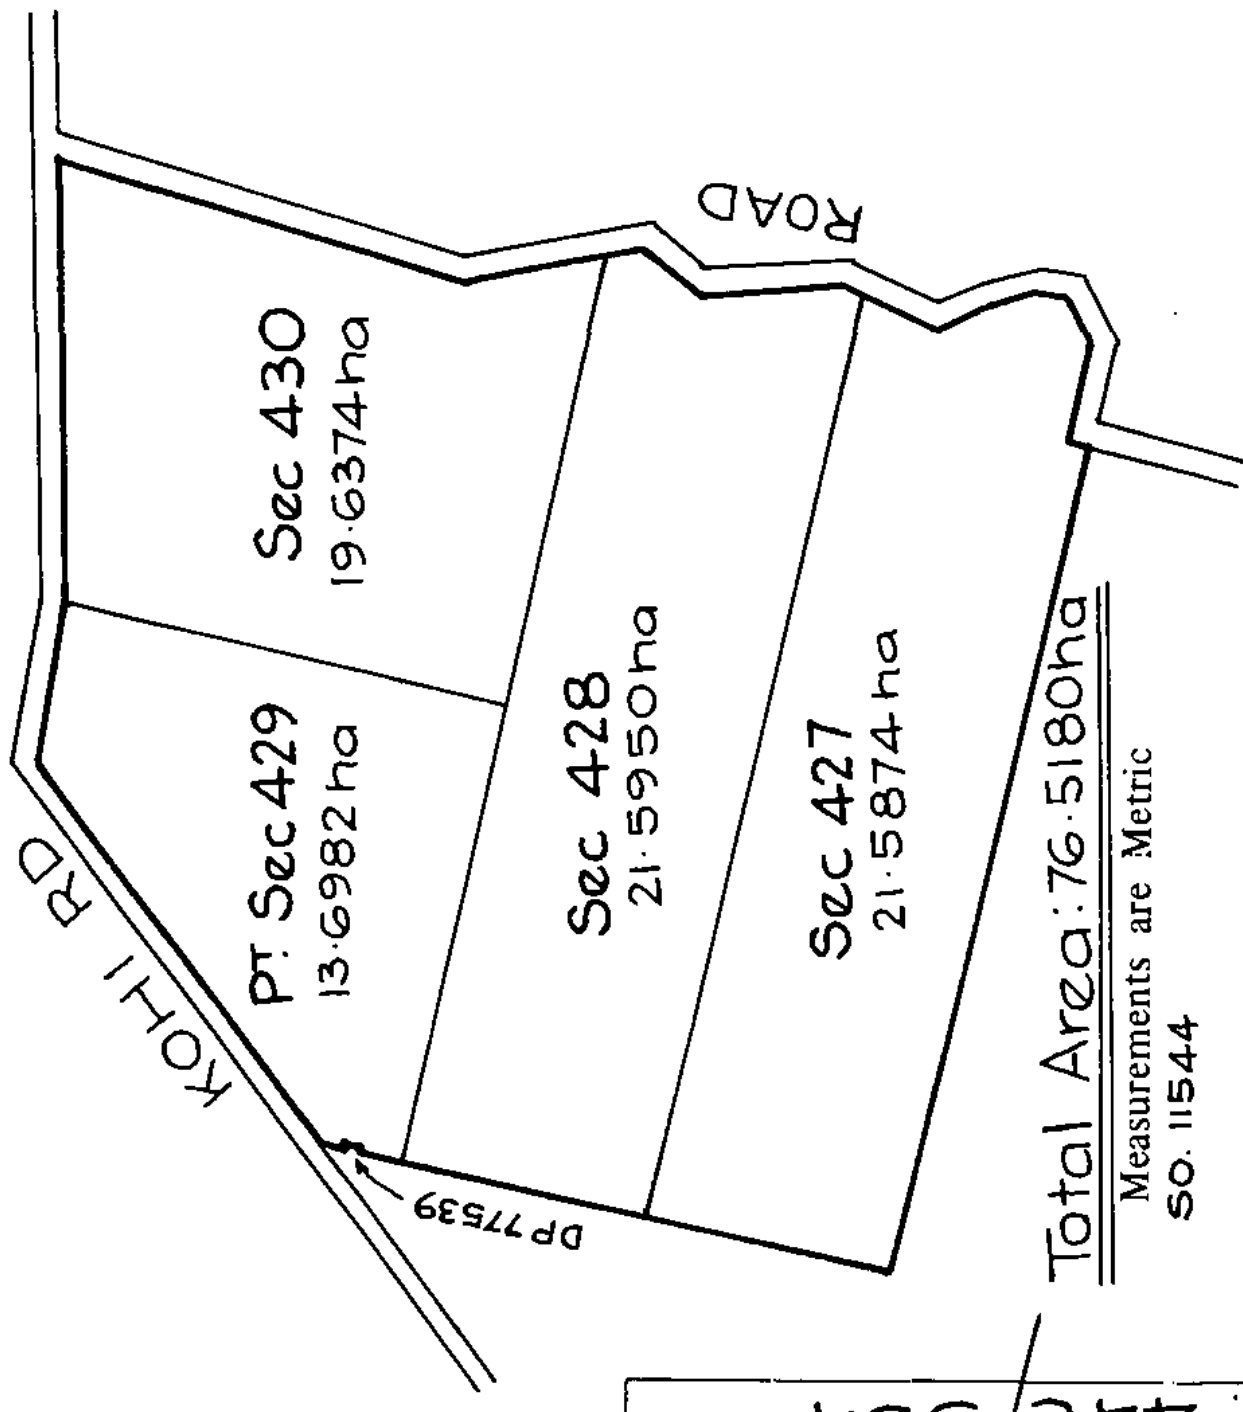 KOHI RD
ROAD
Sec 430
19.6374ha
PT. Sec 429
13.6982ha
Sec 428
21.5950ha
Sec 427
21.5874ha
DP 77539
Total Area: 76.5180ha
Measurements are Metric
SO. 11544